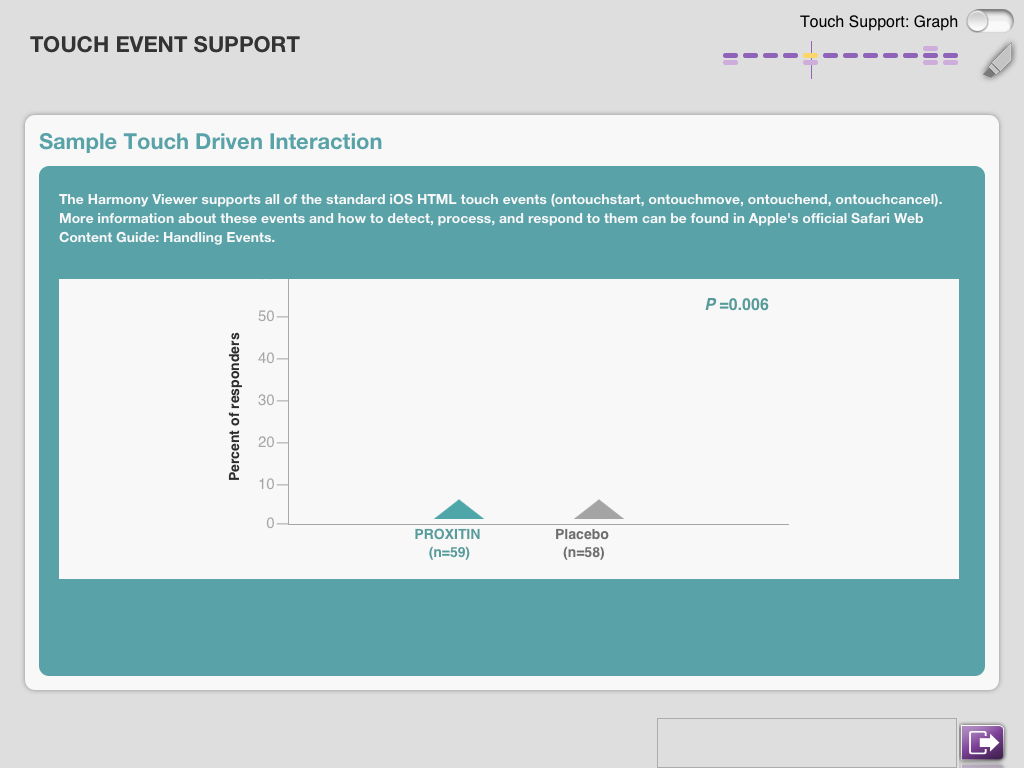 Touch Support: Graph
TOUCH EVENT SUPPORT
Sample Touch Driven Interaction
The Harmony Viewer supports all of the standard iOS HTML touch events (ontouchstart, ontouchmove, ontouchend, ontouchcancel).
More information about these events and how to detect, process, and respond to them can be found in Apple's official Safari Web
Content Guide: Handling Events.
P =0.006
Percent of responders
50
40
30
20
10
0
PROXITIN
(n=59)
Placebo
(n=58)